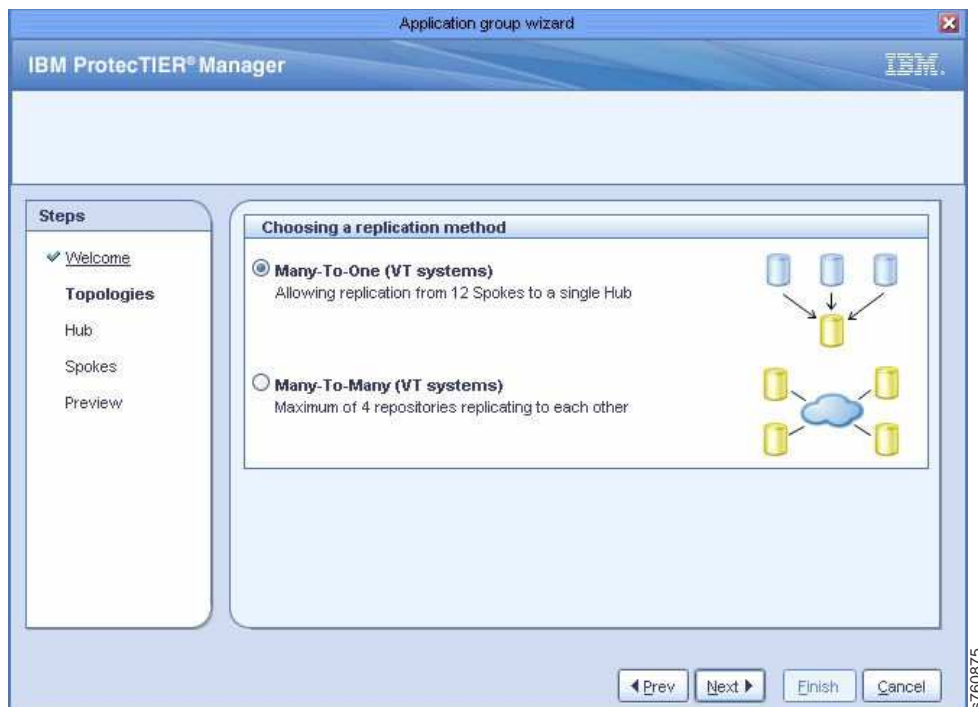 Application group wizard
IBM ProtecTIER® Manager
IBM.
Steps
Welcome
Topologies
Hub
Spokes
Preview
Choosing a replication method
Many-To-One (VT systems)
Allowing replication from 12 Spokes to a single Hub
Many-To-Many (VT systems)
Maximum of 4 repositories replicating to each other
Prev
Next
Finish
Cancel